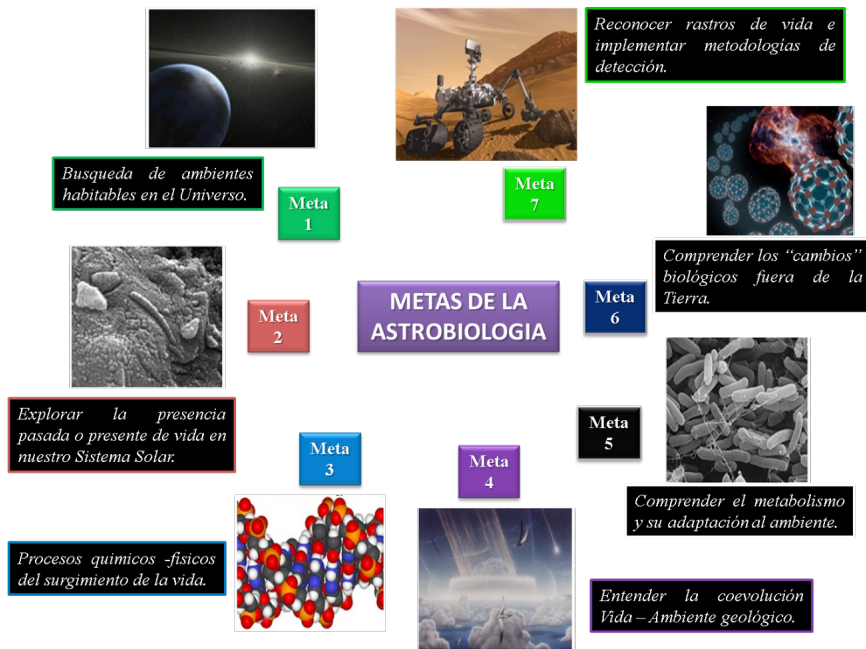 METAS DE LA
ASTROBIOLOGIA
Meta
1
Busqueda de ambientes
habitables en el Universo.
Meta
2
Explorar la presencia
pasada o presente de vida en
nuestro Sistema Solar.
Meta
3
Procesos quimicos -físicos
del surgimiento de la vida.
Meta
4
Entender la coevolución
Vida – Ambiente geológico.
Meta
5
Comprender el metabolismo
y su adaptación al ambiente.
Meta
6
Comprender los “cambios”
biológicos fuera de la
Tierra.
Meta
7
Reconocer rastros de vida e
implementar metodologías de
detección.